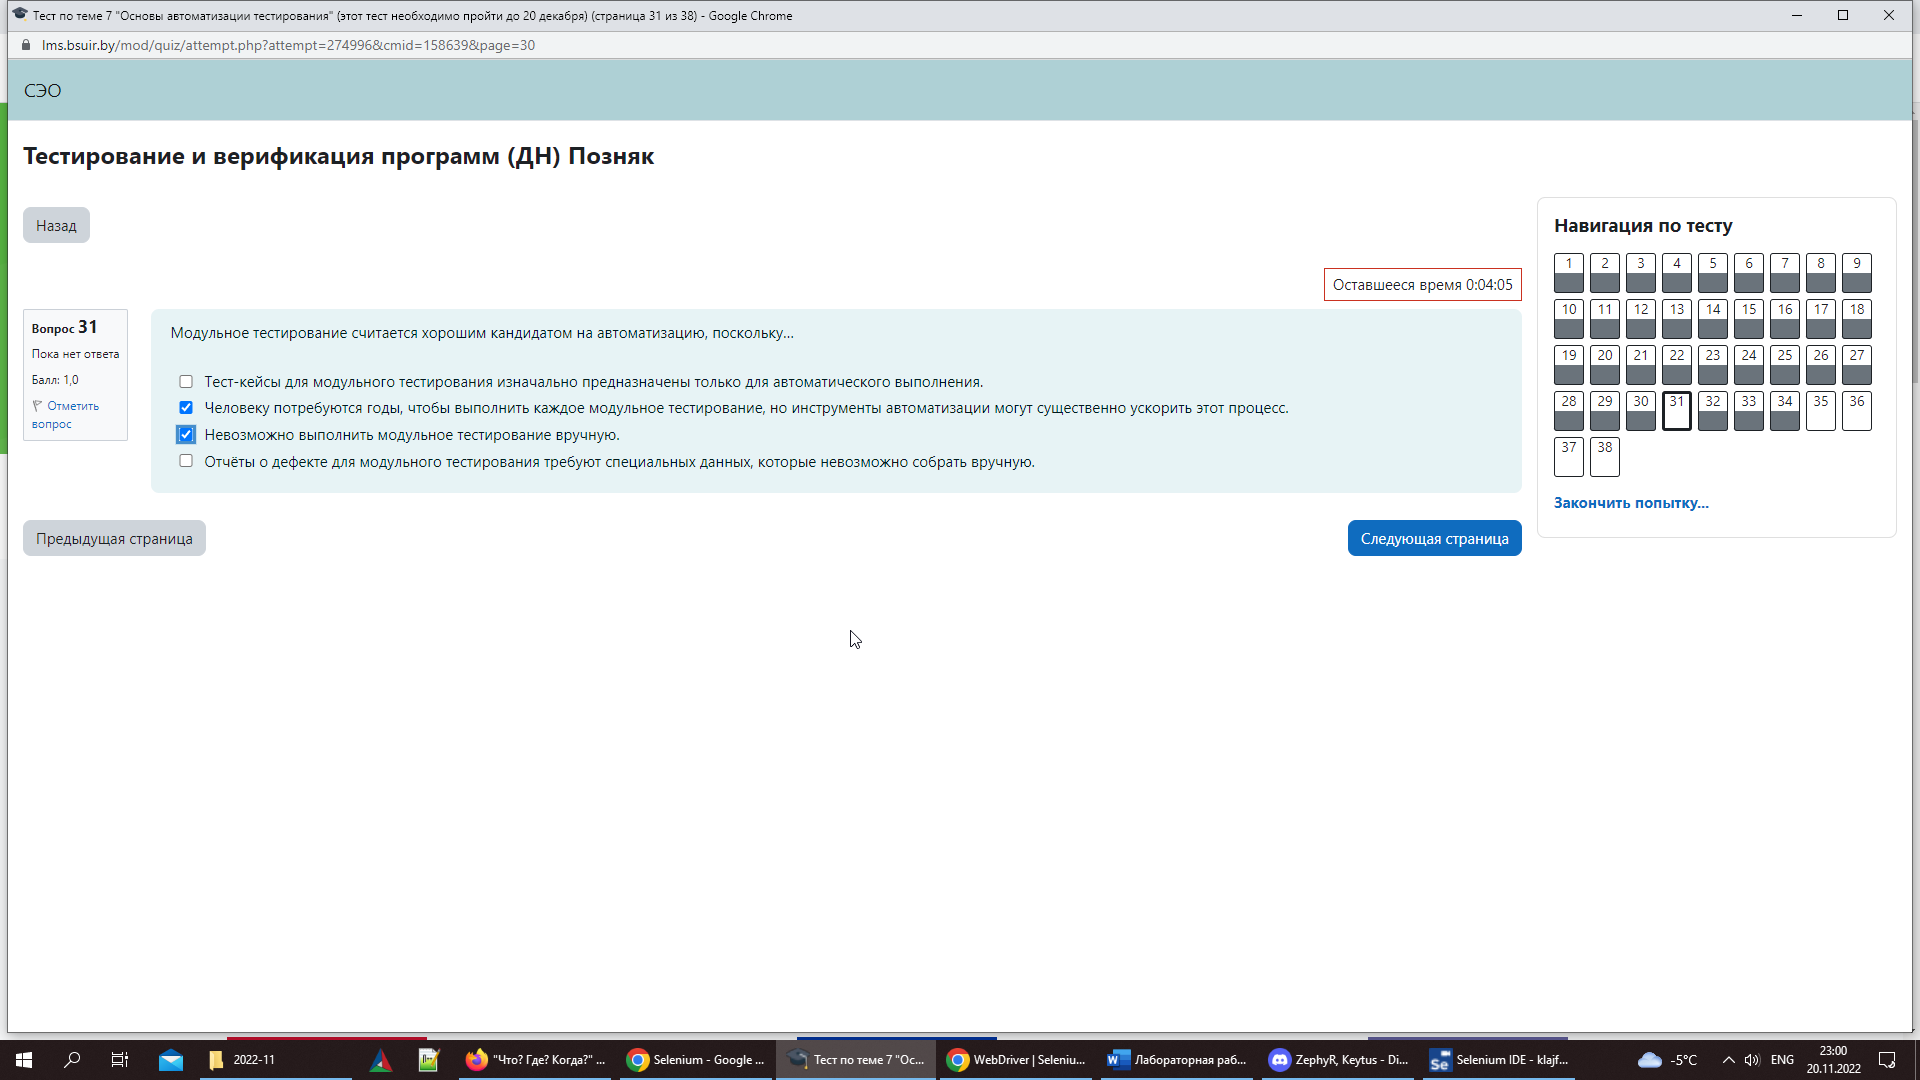 Тест по теме 7 "Основы автоматизации тестирования" (этот тест необходимо пройти до 20 декабря) (страница 31 из 38) - Google Chrome
lms.bsuir.by/mod/quiz/attempt.php?attempt=274996&cmid=158639&page=30
СЭО
Тестирование и верификация программ (ДН) Позняк
Назад
Оставшееся время 0:04:05
Вопрос 31
Пока нет ответа
Балл: 1,0
Отметить
вопрос
Модульное тестирование считается хорошим кандидатом на автоматизацию, поскольку...
Тест-кейсы для модульного тестирования изначально предназначены только для автоматического выполнения.
Человеку потребуются годы, чтобы выполнить каждое модульное тестирование, но инструменты автоматизации могут существенно ускорить этот процесс.
Невозможно выполнить модульное тестирование вручную.
Отчёты о дефекте для модульного тестирования требуют специальных данных, которые невозможно собрать вручную.
Предыдущая страница
Следующая страница
Навигация по тесту
1 2 3 4 5 6 7 8 9
10 11 12 13 14 15 16 17 18
19 20 21 22 23 24 25 26 27
28 29 30 31 32 33 34 35 36
37 38
Закончить попытку...
2022-11
"Что? Где? Когда?" ...
Selenium - Google ...
Тест по теме 7 "Ос...
WebDriver | Seleniu...
Лабораторная раб...
ZephyR, Keytus - Di...
Selenium IDE - klajf...
-5°C
ENG
23:00
20.11.2022